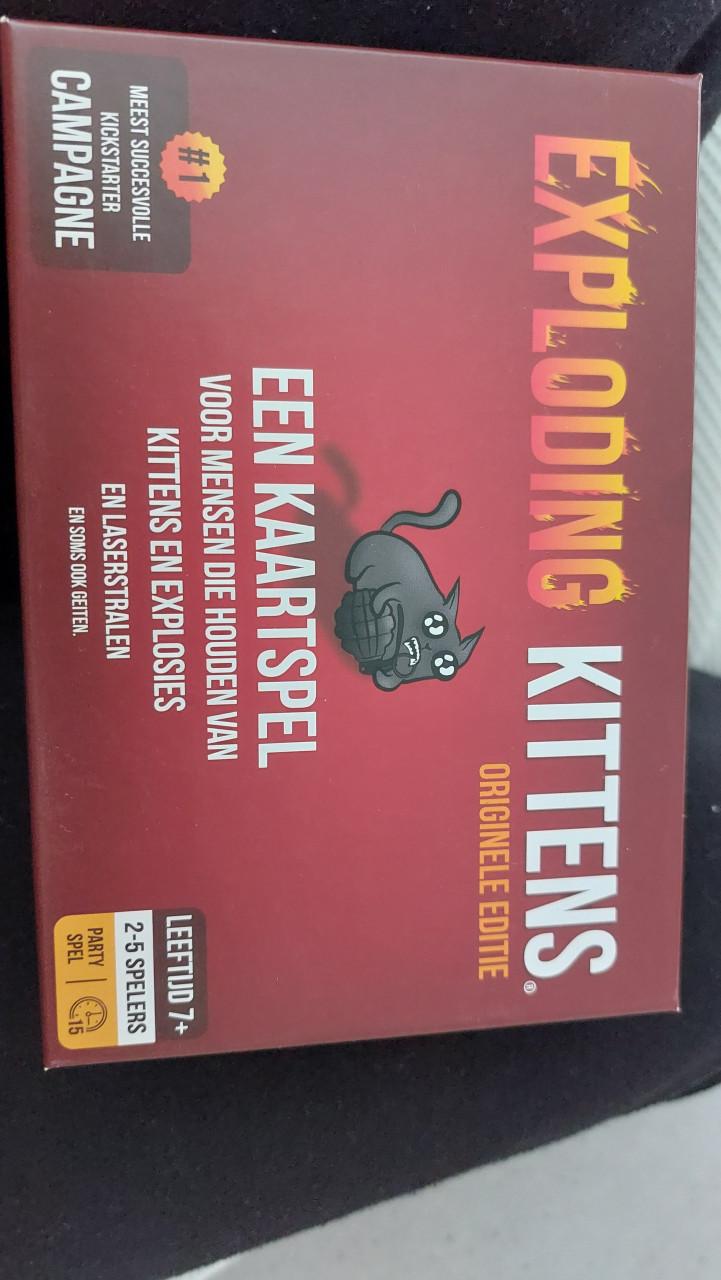 EXPLODING KITTENS®
ORIGINELE EDITIE
EEN KAARTSPEL
VOOR MENSEN DIE HOUDEN VAN
KITTENS EN EXPLOSIES
EN LASERSTRALEN
EN SOMS OOK GEITEN.
#1
MEEST SUCCESVOLLE
KICKSTARTER
CAMPAGNE
LEEFTIJD 7+
2-5 SPELERS
PARTY
SPEL
15